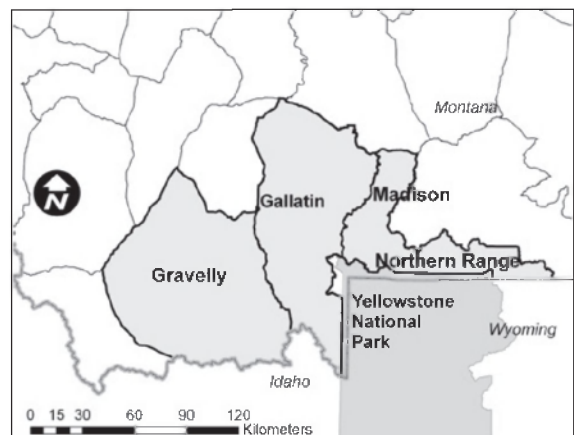 Montana
N
Madison
Gallatin
Northern Range
Gravelly
Yellowstone
National
Park
Wyoming
Idaho
0 15 30 60 90 120
Kilometers